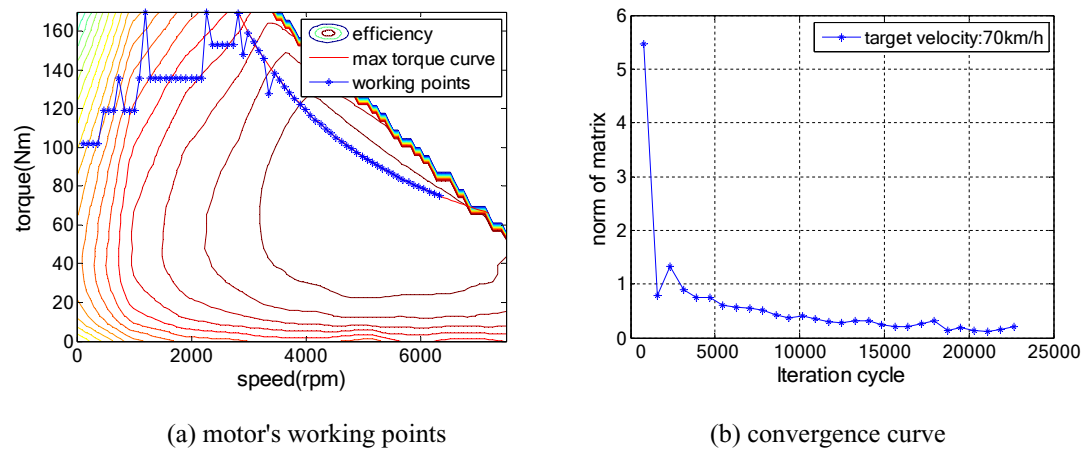 160
140
120
100
80
60
40
20
0
torque(Nm)
0 2000 4000 6000
speed(rpm)
efficiency
max torque curve
working points
(a) motor's working points
6
5
4
3
2
1
0
norm of matrix
0 5000 10000 15000 20000 25000
Iteration cycle
target velocity:70km/h
(b) convergence curve